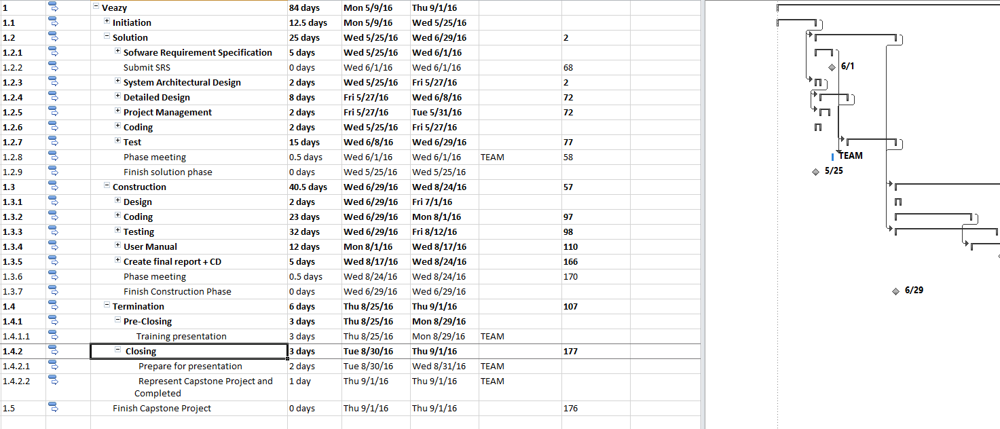 1 Veazy 84 days Mon 5/9/16 Thu 9/1/16
1.1 Initiation 12.5 days Mon 5/9/16 Wed 5/25/16
1.2 Solution 25 days Wed 5/25/16 Wed 6/29/16 2
1.2.1 Sofware Requirement Specification 5 days Wed 5/25/16 Wed 6/1/16
1.2.2 Submit SRS 0 days Wed 6/1/16 Wed 6/1/16 68 6/1
1.2.3 System Architectural Design 2 days Wed 5/25/16 Fri 5/27/16 2
1.2.4 Detailed Design 8 days Fri 5/27/16 Wed 6/8/16 72
1.2.5 Project Management 2 days Fri 5/27/16 Tue 5/31/16 72
1.2.6 Coding 2 days Wed 5/25/16 Fri 5/27/16
1.2.7 Test 15 days Wed 6/8/16 Wed 6/29/16 77
1.2.8 Phase meeting 0.5 days Wed 6/1/16 Wed 6/1/16 TEAM 58 TEAM
1.2.9 Finish solution phase 0 days Wed 5/25/16 Wed 5/25/16 5/25
1.3 Construction 40.5 days Wed 6/29/16 Wed 8/24/16 57
1.3.1 Design 2 days Wed 6/29/16 Fri 7/1/16
1.3.2 Coding 23 days Wed 6/29/16 Mon 8/1/16 97
1.3.3 Testing 32 days Wed 6/29/16 Fri 8/12/16 98
1.3.4 User Manual 12 days Mon 8/1/16 Wed 8/17/16 110
1.3.5 Create final report + CD 5 days Wed 8/17/16 Wed 8/24/16 166
1.3.6 Phase meeting 0.5 days Wed 8/24/16 Wed 8/24/16 170
1.3.7 Finish Construction Phase 0 days Wed 6/29/16 Wed 6/29/16 6/29
1.4 Termination 6 days Thu 8/25/16 Thu 9/1/16 107
1.4.1 Pre-Closing 3 days Thu 8/25/16 Mon 8/29/16
1.4.1.1 Training presentation 3 days Thu 8/25/16 Mon 8/29/16 TEAM
1.4.2 Closing 3 days Tue 8/30/16 Thu 9/1/16 177
1.4.2.1 Prepare for presentation 2 days Tue 8/30/16 Wed 8/31/16 TEAM
1.4.2.2 Represent Capstone Project and 1 day Thu 9/1/16 Thu 9/1/16 TEAM
Completed
1.5 Finish Capstone Project 0 days Thu 9/1/16 Thu 9/1/16 176